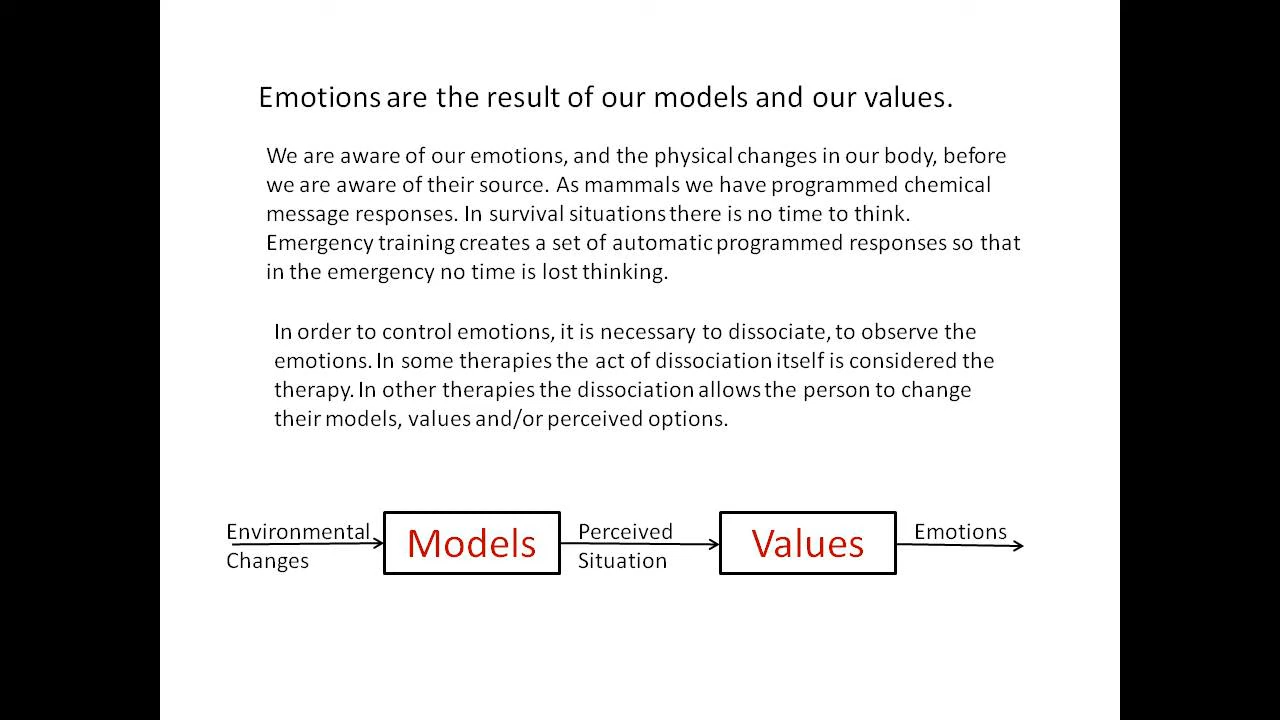 Emotions are the result of our models and our values.
We are aware of our emotions, and the physical changes in our body, before
we are aware of their source. As mammals we have programmed chemical
message responses. In survival situations there is no time to think.
Emergency training creates a set of automatic programmed responses so that
in the emergency no time is lost thinking.
In order to control emotions, it is necessary to dissociate, to observe the
emotions. In some therapies the act of dissociation itself is considered the
therapy. In other therapies the dissociation allows the person to change
their models, values and/or perceived options.
Environmental
Changes
Models
Perceived
Situation
Values
Emotions